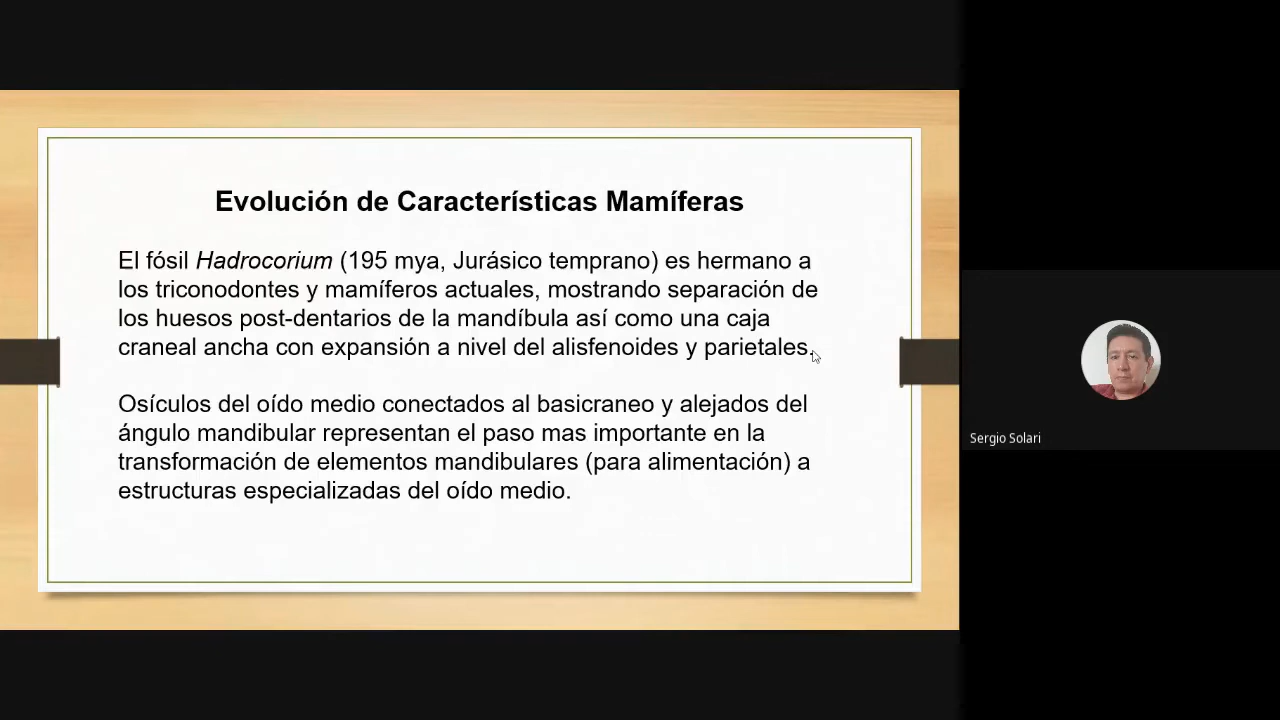 Evolución de Características Mamíferas
El fósil Hadrocorium (195 mya, Jurásico temprano) es hermano a
los triconodontes y mamíferos actuales, mostrando separación de
los huesos post-dentarios de la mandíbula así como una caja
craneal ancha con expansión a nivel del alisfenoides y parietales.
Osículos del oído medio conectados al basicraneo y alejados del
ángulo mandibular representan el paso mas importante en la
transformación de elementos mandibulares (para alimentación) a
estructuras especializadas del oído medio.
Sergio Solari